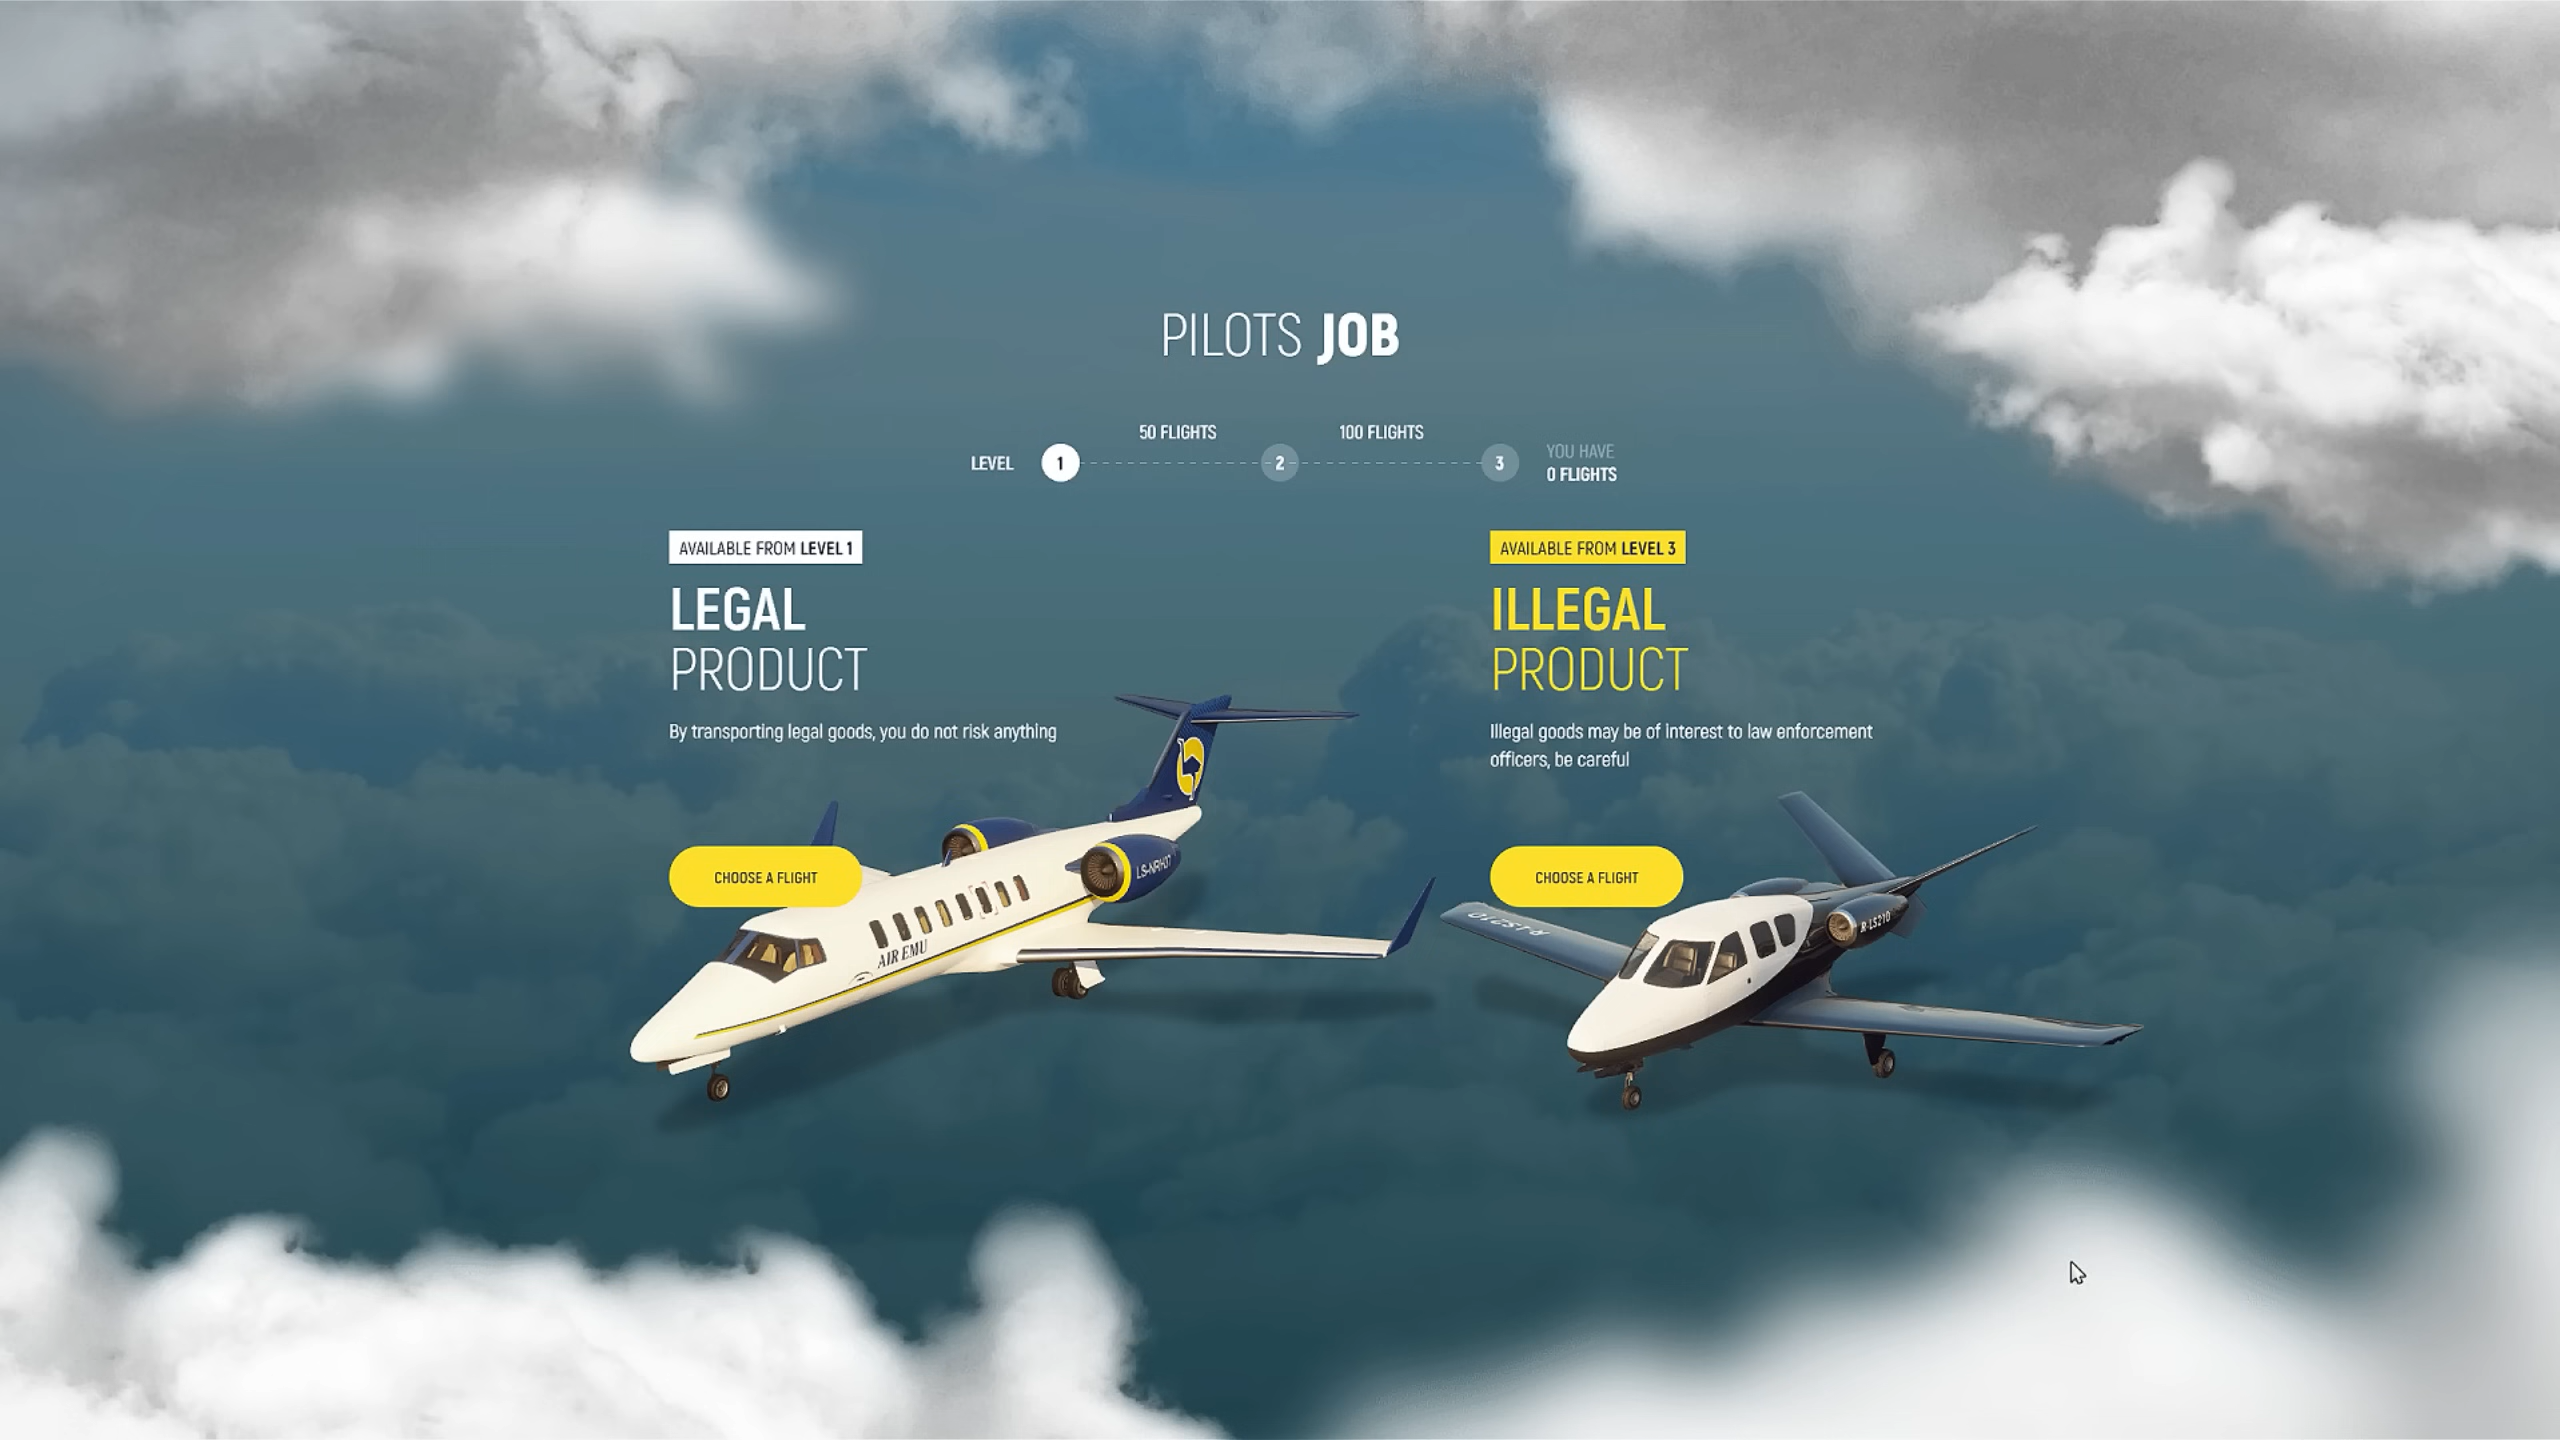 PILOTS JOB
50 FLIGHTS
100 FLIGHTS
LEVEL
1
2
3
YOU HAVE
0 FLIGHTS
AVAILABLE FROM LEVEL 1
LEGAL
PRODUCT
By transporting legal goods, you do not risk anything
CHOOSE A FLIGHT
AVAILABLE FROM LEVEL 3
ILLEGAL
PRODUCT
Illegal goods may be of interest to law enforcement
officers, be careful
CHOOSE A FLIGHT
AIR EMU
R-LS210
R-LS210